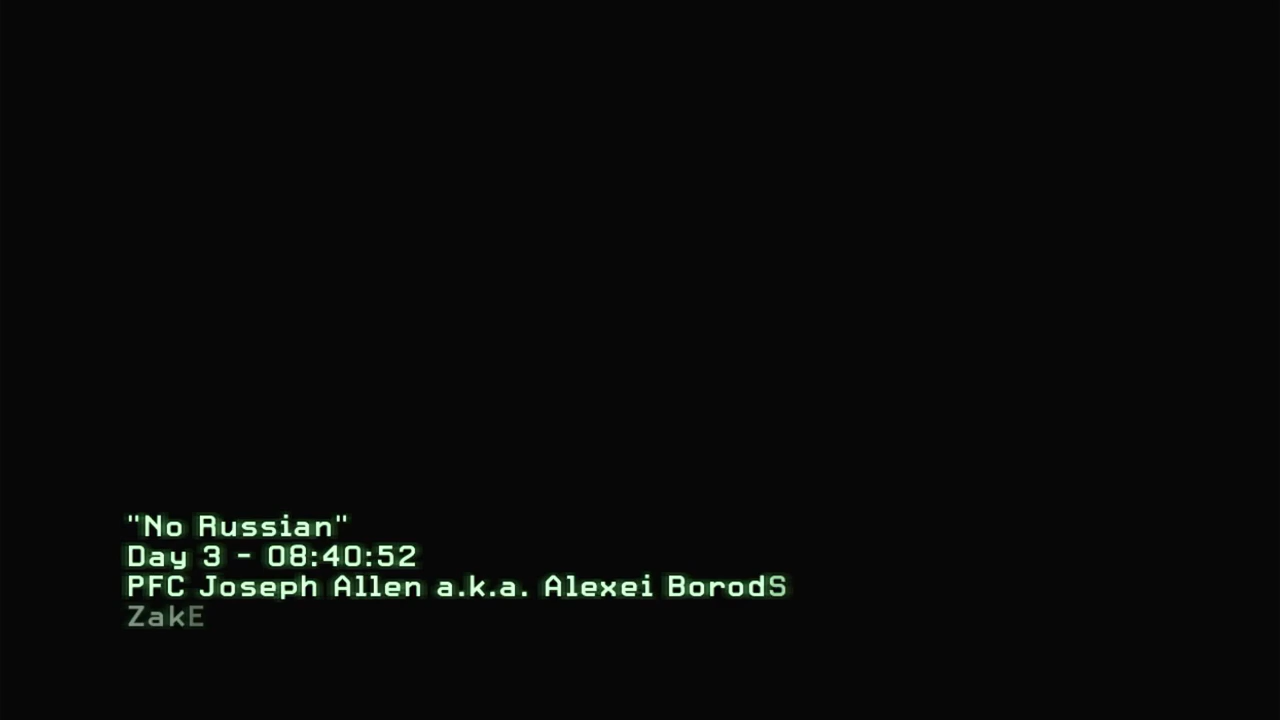 "No Russian"
Day 3 - 08:40:52
PFC Joseph Allen a.k.a. Alexei BorodS
ZakE